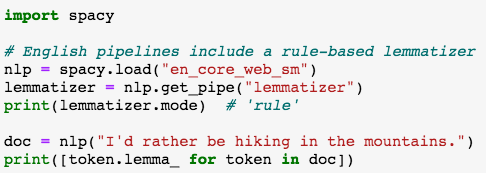 import spacy

# English pipelines include a rule-based lemmatizer
nlp = spacy.load("en_core_web_sm")
lemmatizer = nlp.get_pipe("lemmatizer")
print(lemmatizer.mode)  # 'rule'

doc = nlp("I'd rather be hiking in the mountains.")
print([token.lemma_ for token in doc])